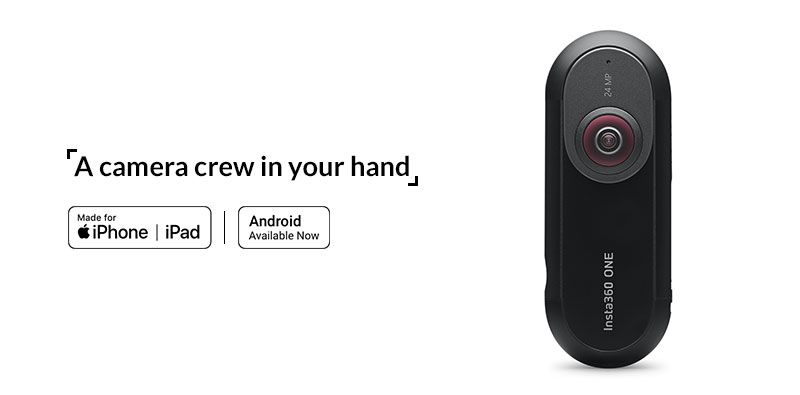 A camera crew in your hand
Made for
iPhone | iPad
Android
Available Now
24 MP
Insta360 ONE